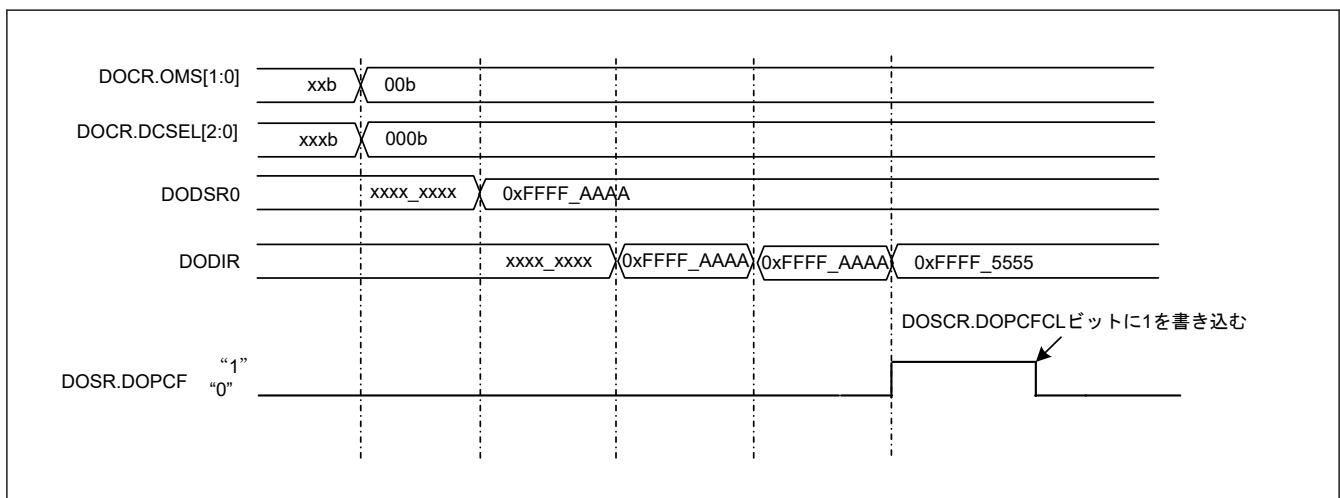 DOCR.OMS[1:0] xxb 00b
DOCR.DCSEL[2:0] xxxb 000b
DODSR0 xxxx_xxxx 0xFFFF_AAAA
DODIR xxxx_xxxx 0xFFFF_AAAA 0xFFFF_AAAA 0xFFFF_5555
DOSCR.DOPCFCLビットに1を書き込む
“1”
DOSR.DOPCF “0”